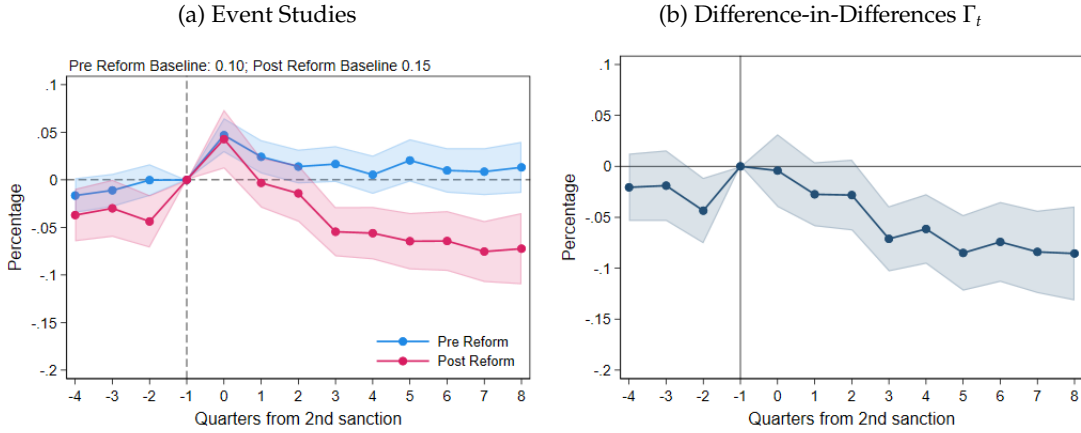 (a) Event Studies
Pre Reform Baseline: 0.10; Post Reform Baseline 0.15
Percentage
.1
.05
0
-.05
-.1
-.15
-.2
Pre Reform
Post Reform
-4 -3 -2 -1 0 1 2 3 4 5 6 7 8
Quarters from 2nd sanction
(b) Difference-in-Differences Γt
Percentage
.1
.05
0
-.05
-.1
-.15
-.2
-4 -3 -2 -1 0 1 2 3 4 5 6 7 8
Quarters from 2nd sanction